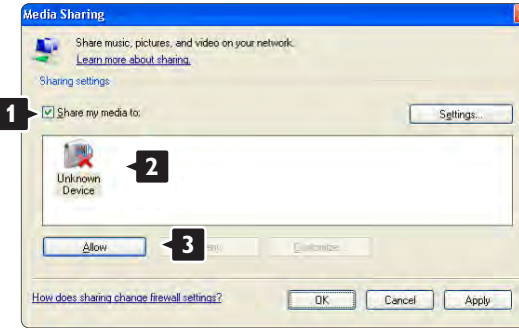 Media Sharing
Share music, pictures, and video on your network.
Learn more about sharing.
Sharing settings
1
Share my media to:
Settings...
2
Unknown
Device
Allow
3
Customize...
How does sharing change firewall settings?
OK
Cancel
Apply